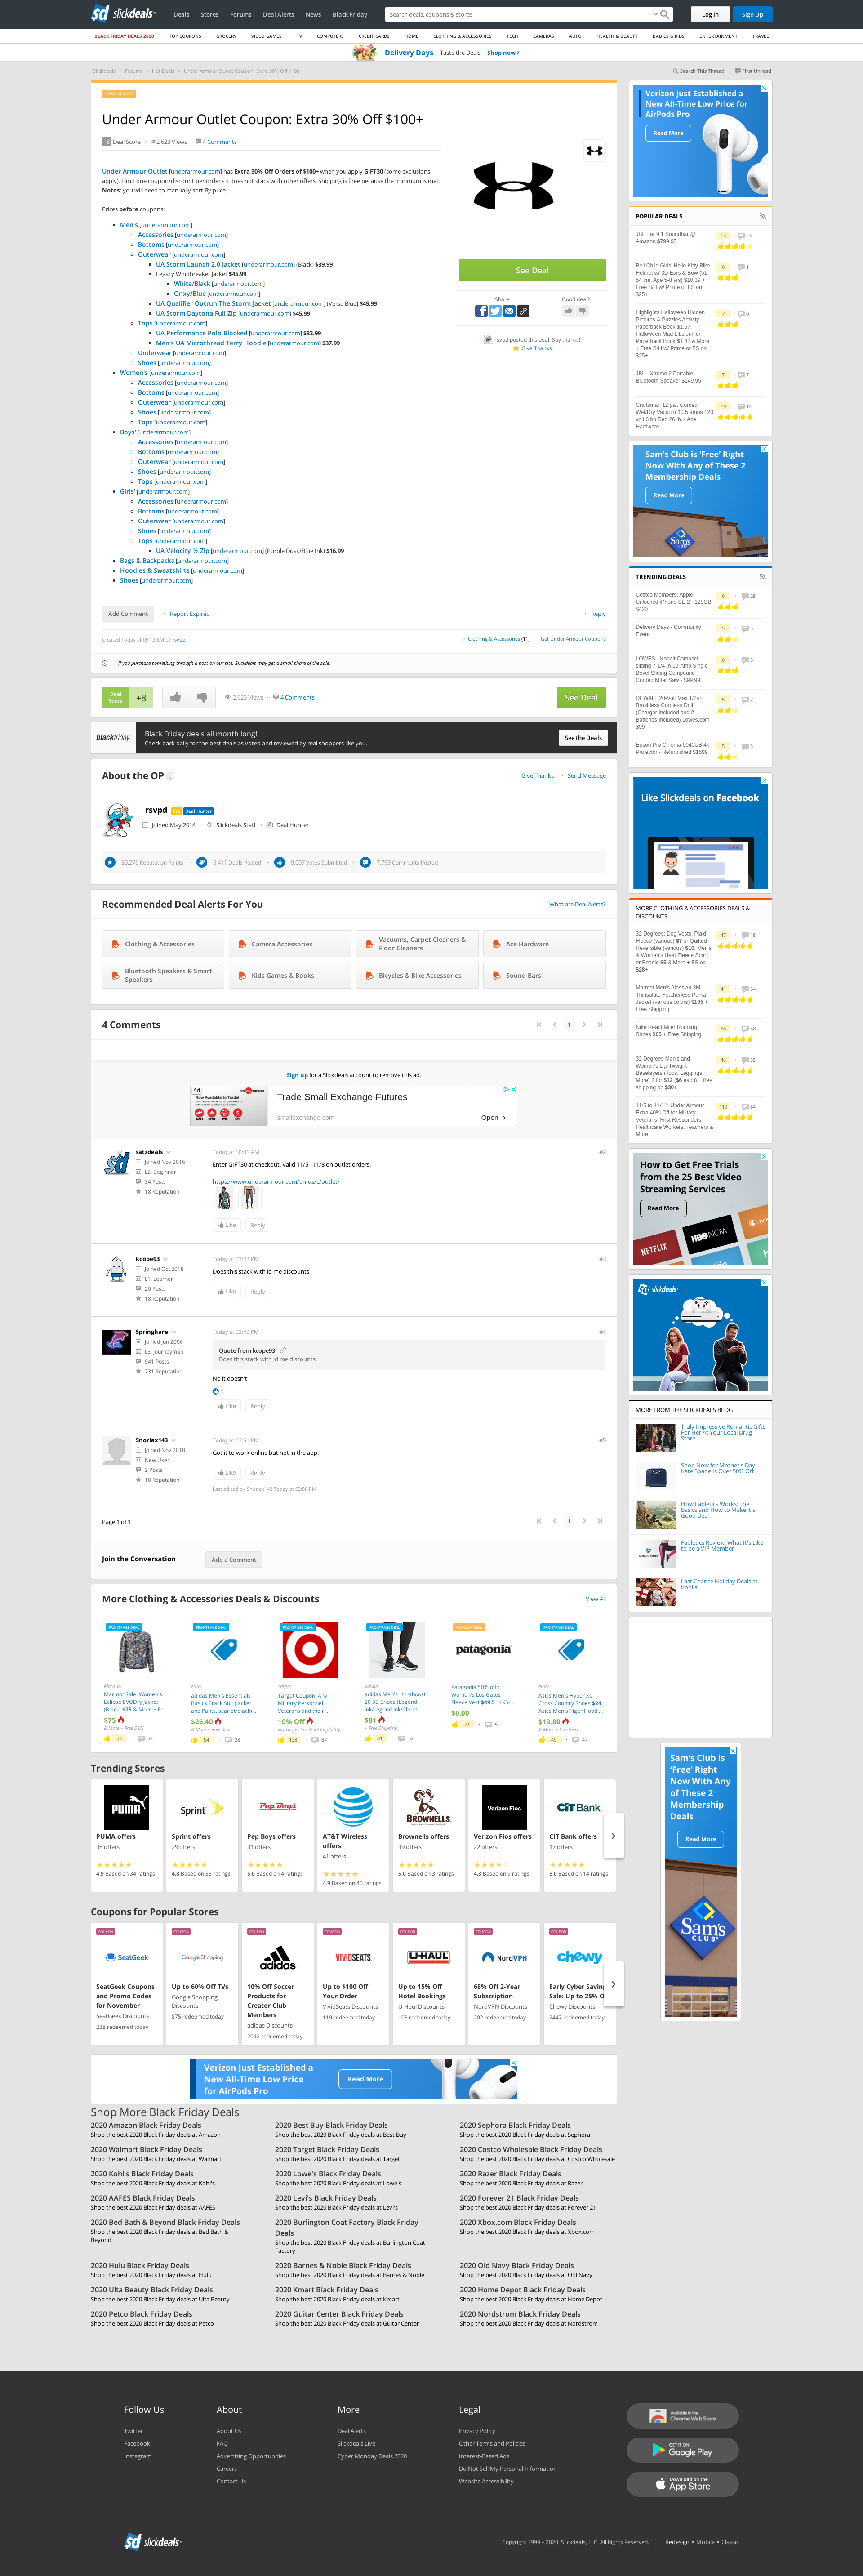 slickdeals
Deals
Stores
Forums
Deal Alerts
News
Black Friday
Search deals, coupons & stores
Log In
Sign Up
BLACK FRIDAY DEALS 2020
TOP COUPONS
GROCERY
VIDEO GAMES
TV
COMPUTERS
CREDIT CARDS
HOME
CLOTHING & ACCESSORIES
TECH
CAMERAS
AUTO
HEALTH & BEAUTY
BABIES & KIDS
ENTERTAINMENT
TRAVEL
Delivery Days Taste the Deals Shop now ›
Slickdeals › Forums › Hot Deals › Under Armour Outlet Coupon: Extra 30% Off $100+
Search This Thread
First Unread
POPULAR DEAL
Under Armour Outlet Coupon: Extra 30% Off $100+
+8 Deal Score
2,623 Views
4 Comments
Under Armour Outlet [underarmour.com] has Extra 30% Off Orders of $100+ when you apply GIFT30 (some exclusions
apply). Limit one coupon/discount per order - it does not stack with other offers. Shipping is Free because the minimum is met.
Notes: you will need to manually sort By price.
Prices before coupons:
Men's [underarmour.com]
Accessories [underarmour.com]
Bottoms [underarmour.com]
Outerwear [underarmour.com]
UA Storm Launch 2.0 Jacket [underarmour.com] (Black) $39.99
Legacy Windbreaker Jacket $45.99
White/Black [underarmour.com]
Onxy/Blue [underarmour.com]
UA Qualifier Outrun The Storm Jacket [underarmour.com] (Versa Blue) $45.99
UA Storm Daytona Full Zip [underarmour.com] $45.99
Tops [underarmour.com]
UA Performance Polo Blocked [underarmour.com] $33.99
Men's UA Microthread Terry Hoodie [underarmour.com] $37.99
Underwear [underarmour.com]
Shoes [underarmour.com]
Women's [underarmour.com]
Accessories [underarmour.com]
Bottoms [underarmour.com]
Outerwear [underarmour.com]
Shoes [underarmour.com]
Tops [underarmour.com]
Boys' [underarmour.com]
Accessories [underarmour.com]
Bottoms [underarmour.com]
Outerwear [underarmour.com]
Shoes [underarmour.com]
Tops [underarmour.com]
Girls' [underarmour.com]
Accessories [underarmour.com]
Bottoms [underarmour.com]
Outerwear [underarmour.com]
Shoes [underarmour.com]
Tops [underarmour.com]
UA Velocity ½ Zip [underarmour.com] (Purple Dusk/Blue Ink) $16.99
Bags & Backpacks [underarmour.com]
Hoodies & Sweatshirts [underarmour.com]
Shoes [underarmour.com]
See Deal
Share
Good deal?
rsvpd posted this deal. Say thanks!
Give Thanks
Add Comment
Report Expired
Reply
Created Today at 09:13 AM by rsvpd
in Clothing & Accessories (11)
Get Under Armour Coupons
If you purchase something through a post on our site, Slickdeals may get a small share of the sale.
Deal Score +8
2,623 Views
4 Comments
See Deal
blackfriday
Black Friday deals all month long!
Check back daily for the best deals as voted and reviewed by real shoppers like you.
See the Deals
About the OP
Give Thanks
Send Message
rsvpd Pro Deal Hunter
Joined May 2014
Slickdeals Staff
Deal Hunter
30,276 Reputation Points
5,411 Deals Posted
9,007 Votes Submitted
7,799 Comments Posted
Recommended Deal Alerts For You
What are Deal Alerts?
Clothing & Accessories
Camera Accessories
Vacuums, Carpet Cleaners & Floor Cleaners
Ace Hardware
Bluetooth Speakers & Smart Speakers
Kids Games & Books
Bicycles & Bike Accessories
Sound Bars
4 Comments
1
Sign up for a Slickdeals account to remove this ad.
Ad
Trade Small Exchange Futures
smallexchange.com
Open
satzdeals
Joined Nov 2016
L2: Beginner
34 Posts
18 Reputation
Today at 10:01 AM
#2
Enter GIFT30 at checkout. Valid 11/5 - 11/8 on outlet orders.
https://www.underarmour.com/en-us/c/outlet/
Like
Reply
kcope93
Joined Oct 2018
L1: Learner
20 Posts
18 Reputation
Today at 03:23 PM
#3
Does this stack with id me discounts
Like
Reply
Springhare
Joined Jun 2006
L5: Journeyman
941 Posts
731 Reputation
Today at 03:40 PM
#4
Quote from kcope93
Does this stack with id me discounts
No it doesn't
1
Like
Reply
Snorlax143
Joined Nov 2018
New User
2 Posts
10 Reputation
Today at 03:51 PM
#5
Got it to work online but not in the app.
Like
Reply
Last edited by Snorlax143 Today at 03:56 PM.
Page 1 of 1
1
Join the Conversation
Add a Comment
More Clothing & Accessories Deals & Discounts
View All
FRONTPAGE DEAL
Marmot
Marmot Sale: Women's Eclipse EVODry Jacket (Black) $75 & More + Fr...
$75
& More + Free S&H
53
52
FRONTPAGE DEAL
eBay
adidas Men's Essentials Basics Track Suit (jacket and Pants, scarlet/black)...
$26.40
& More + Free S/H
54
28
FRONTPAGE DEAL
Target
Target Coupon: Any Military Personnel, Veterans and their...
10% Off
via Target Circle w/ Eligibility
138
87
FRONTPAGE DEAL
adidas
adidas Men's Ultraboost 20 SB Shoes (Legend Ink/Legend Ink/Cloud...
$81
+ Free Shipping
81
52
POPULAR DEAL
patagonia
Patagonia 50% off : Women's Los Gatos Fleece Vest $49.5 in XS-...
$0.00
72
5
FRONTPAGE DEAL
eBay
Asics Men's Hyper XC Cross Country Shoes $24, Asics Men's Tiger Hoodi...
$13.80
& More + Free S&H
49
47
Trending Stores
PUMA
PUMA offers
38 offers
4.9 Based on 34 ratings
Sprint
Sprint offers
29 offers
4.8 Based on 33 ratings
Pep Boys
Pep Boys offers
31 offers
5.0 Based on 4 ratings
AT&T
AT&T Wireless offers
41 offers
4.9 Based on 40 ratings
BROWNELLS
Brownells offers
39 offers
5.0 Based on 3 ratings
Verizon Fios
Verizon Fios offers
22 offers
4.3 Based on 9 ratings
CIT BANK
CIT Bank offers
17 offers
5.0 Based on 14 ratings
Coupons for Popular Stores
COUPON
SeatGeek
SeatGeek Coupons and Promo Codes for November
SeatGeek Discounts
238 redeemed today
COUPON
Google Shopping
Up to 60% Off TVs
Google Shopping Discounts
875 redeemed today
COUPON
adidas
10% Off Soccer Products for Creator Club Members
adidas Discounts
2042 redeemed today
COUPON
VIVIDSEATS
Up to $100 Off Your Order
VividSeats Discounts
119 redeemed today
COUPON
U-HAUL
Up to 15% Off Hotel Bookings
U-Haul Discounts
103 redeemed today
COUPON
NordVPN
68% Off 2-Year Subscription
NordVPN Discounts
202 redeemed today
COUPON
chewy
Early Cyber Saving Sale: Up to 25% O
Chewy Discounts
2447 redeemed today
Verizon Just Established a New All-Time Low Price for AirPods Pro
Read More
Shop More Black Friday Deals
2020 Amazon Black Friday Deals
Shop the best 2020 Black Friday deals at Amazon
2020 Best Buy Black Friday Deals
Shop the best 2020 Black Friday deals at Best Buy
2020 Sephora Black Friday Deals
Shop the best 2020 Black Friday deals at Sephora
2020 Walmart Black Friday Deals
Shop the best 2020 Black Friday deals at Walmart
2020 Target Black Friday Deals
Shop the best 2020 Black Friday deals at Target
2020 Costco Wholesale Black Friday Deals
Shop the best 2020 Black Friday deals at Costco Wholesale
2020 Kohl's Black Friday Deals
Shop the best 2020 Black Friday deals at Kohl's
2020 Lowe's Black Friday Deals
Shop the best 2020 Black Friday deals at Lowe's
2020 Razer Black Friday Deals
Shop the best 2020 Black Friday deals at Razer
2020 AAFES Black Friday Deals
Shop the best 2020 Black Friday deals at AAFES
2020 Levi's Black Friday Deals
Shop the best 2020 Black Friday deals at Levi's
2020 Forever 21 Black Friday Deals
Shop the best 2020 Black Friday deals at Forever 21
2020 Bed Bath & Beyond Black Friday Deals
Shop the best 2020 Black Friday deals at Bed Bath & Beyond
2020 Burlington Coat Factory Black Friday Deals
Shop the best 2020 Black Friday deals at Burlington Coat Factory
2020 Xbox.com Black Friday Deals
Shop the best 2020 Black Friday deals at Xbox.com
2020 Hulu Black Friday Deals
Shop the best 2020 Black Friday deals at Hulu
2020 Barnes & Noble Black Friday Deals
Shop the best 2020 Black Friday deals at Barnes & Noble
2020 Old Navy Black Friday Deals
Shop the best 2020 Black Friday deals at Old Navy
2020 Ulta Beauty Black Friday Deals
Shop the best 2020 Black Friday deals at Ulta Beauty
2020 Kmart Black Friday Deals
Shop the best 2020 Black Friday deals at Kmart
2020 Home Depot Black Friday Deals
Shop the best 2020 Black Friday deals at Home Depot
2020 Petco Black Friday Deals
Shop the best 2020 Black Friday deals at Petco
2020 Guitar Center Black Friday Deals
Shop the best 2020 Black Friday deals at Guitar Center
2020 Nordstrom Black Friday Deals
Shop the best 2020 Black Friday deals at Nordstrom
Verizon Just Established a New All-Time Low Price for AirPods Pro
Read More
POPULAR DEALS
JBL Bar 9.1 Soundbar @ Amazon $799.95
13
23
Bell Child Girls' Hello Kitty Bike Helmet w/ 3D Ears & Bow (51-54 cm, Age 5-8 yrs) $10.39 + Free S/H w/ Prime or FS on $25+
6
1
Highlights Halloween Hidden Pictures & Puzzles Activity Paperback Book $1.57, Halloween Mad Libs Junior Paperback Book $1.42 & More + Free S/H w/ Prime or FS on $25+
7
0
JBL - Xtreme 2 Portable Bluetooth Speaker $149.95
7
7
Craftsman 12 gal. Corded Wet/Dry Vacuum 10.5 amps 120 volt 6 hp Red 26 lb. - Ace Hardware
19
14
Sam's Club is 'Free' Right Now With Any of These 2 Membership Deals
Read More
TRENDING DEALS
Costco Members: Apple Unlocked iPhone SE 2 - 128GB $420
6
28
Delivery Days - Community Event
5
5
LOWES - Kobalt Compact sliding 7-1/4-in 10-Amp Single Bevel Sliding Compound Corded Miter Saw - $99.99
6
5
DEWALT 20-Volt Max 1/2-in Brushless Cordless Drill (Charger Included and 2-Batteries Included) Lowes.com $99
5
7
Epson Pro Cinema 6040UB 4k Projector - Refurbished $1699
5
3
Like Slickdeals on Facebook
MORE CLOTHING & ACCESSORIES DEALS & DISCOUNTS
32 Degrees: Dog Vests: Plaid Fleece (various) $7 or Quilted Reversible (various) $10, Men's & Women's Heat Fleece Scarf or Beanie $5 & More + FS on $28+
47
18
Marmot Men's Alassian 3M Thinsulate Featherless Parka Jacket (various colors) $105 + Free Shipping
41
54
Nike React Miler Running Shoes $65 + Free Shipping
66
58
32 Degrees Men's and Women's Lightweight Baselayers (Tops, Leggings, More) 2 for $12 ($6 each) + free shipping on $30+
46
55
11/5 to 11/11: Under Armour Extra 40% Off for Military, Veterans, First Responders, Healthcare Workers, Teachers & More
119
64
How to Get Free Trials from the 25 Best Video Streaming Services
Read More
NETFLIX
HBO NOW
slickdeals
MORE FROM THE SLICKDEALS BLOG
Truly Impressive Romantic Gifts For Her At Your Local Drug Store
Shop Now for Mother's Day: Kate Spade Is Over 50% Off
How Fabletics Works: The Basics and How to Make it a Good Deal
Fabletics Review: What It's Like to be a VIP Member
Last Chance Holiday Deals at Kohl's
Sam's Club is 'Free' Right Now With Any of These 2 Membership Deals
Read More
Sam's CLUB
Follow Us
Twitter
Facebook
Instagram
About
About Us
FAQ
Advertising Opportunities
Careers
Contact Us
More
Deal Alerts
Slickdeals Live
Cyber Monday Deals 2020
Legal
Privacy Policy
Other Terms and Policies
Interest-Based Ads
Do Not Sell My Personal Information
Website Accessibility
Available in the Chrome Web Store
GET IT ON Google Play
Download on the App Store
slickdeals
Copyright 1999 – 2020. Slickdeals, LLC. All Rights Reserved.
Redesign • Mobile • Classic